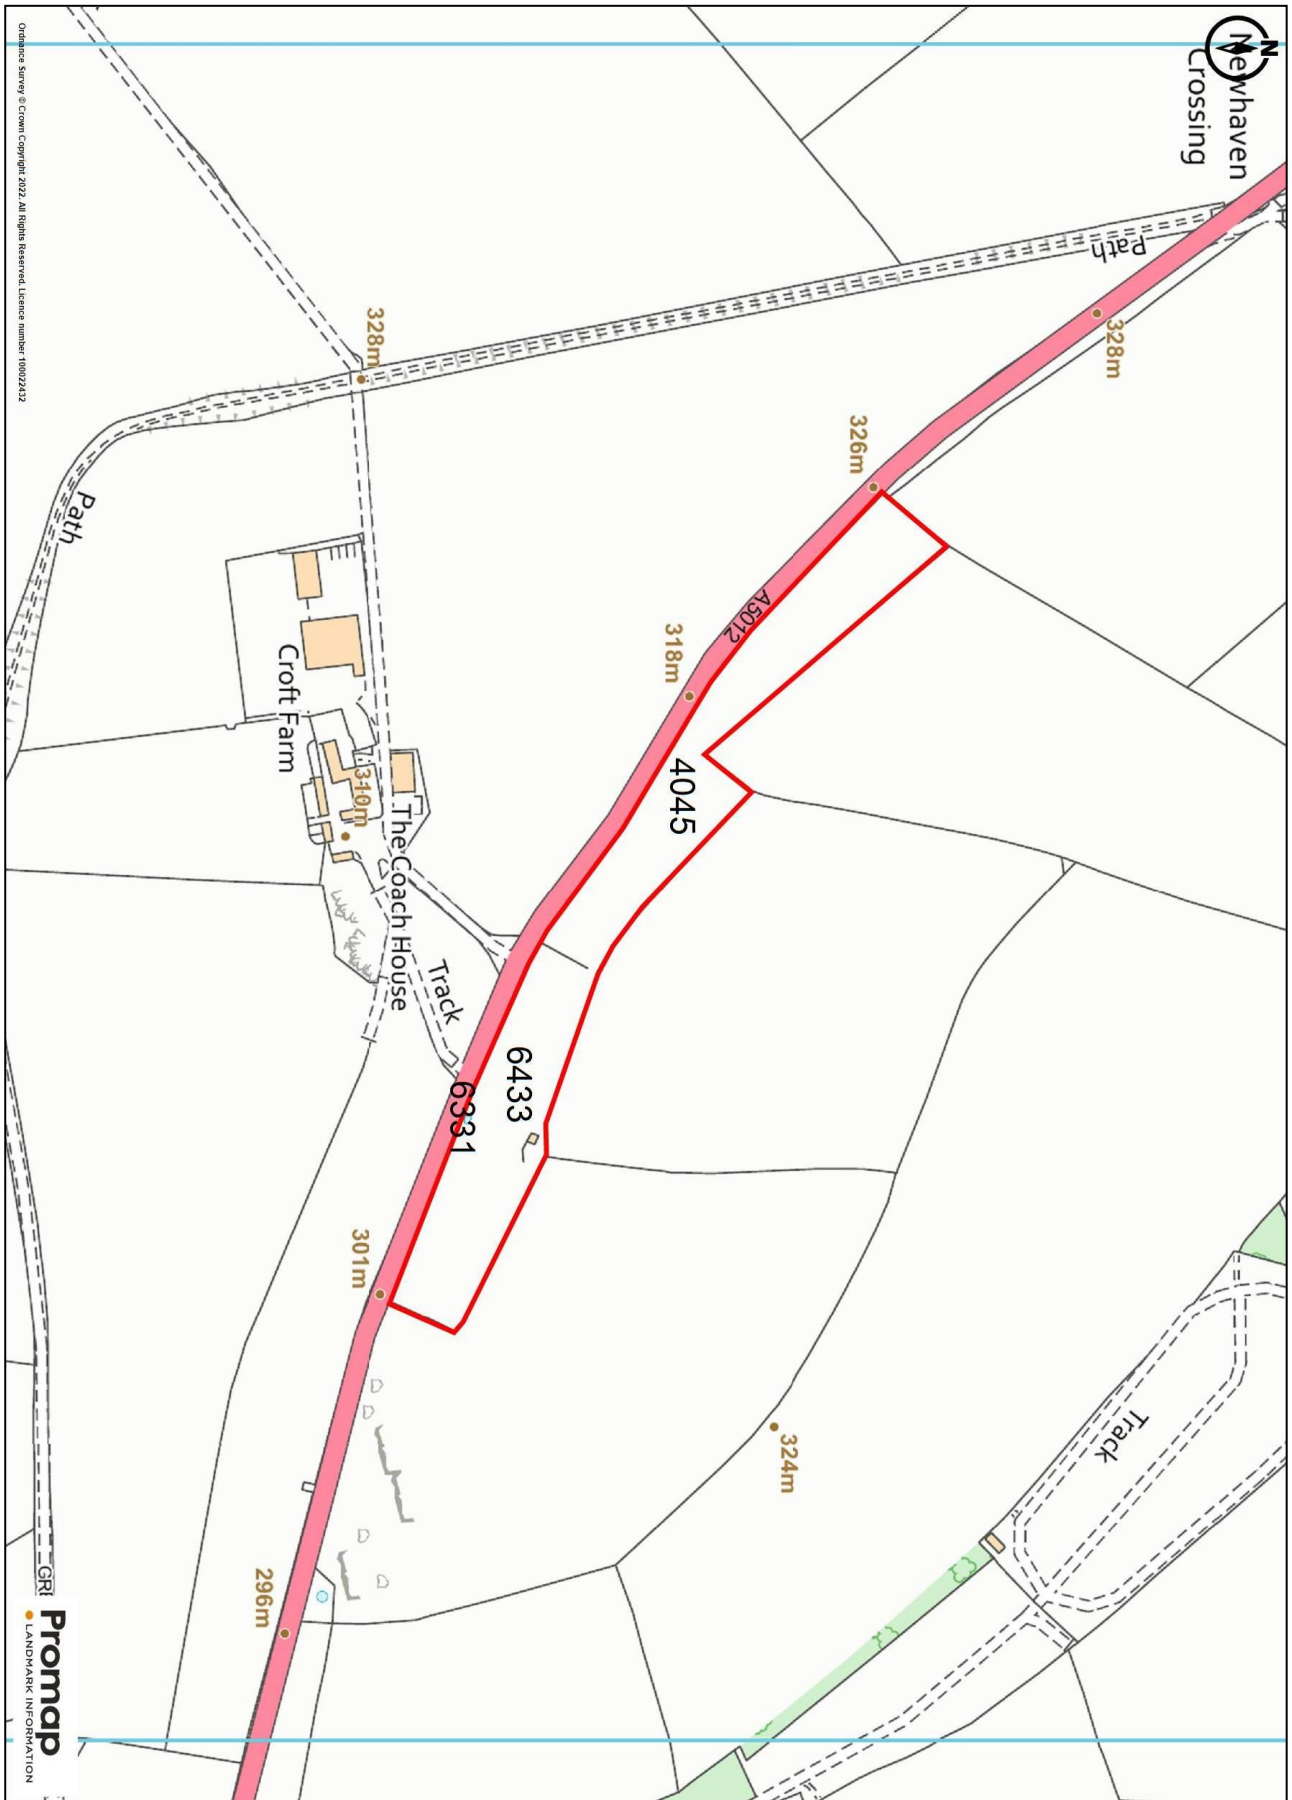 N
Newhaven
Crossing
Path
328m
328m
326m
Path
A5012
318m
Croft Farm
310m
The Coach House
4045
Track
6433
6331
301m
Track
324m
296m
GRI
Promap
LANDMARK INFORMATION
Ordnance Survey © Crown Copyright 2022. All Rights Reserved. Licence number 100022432